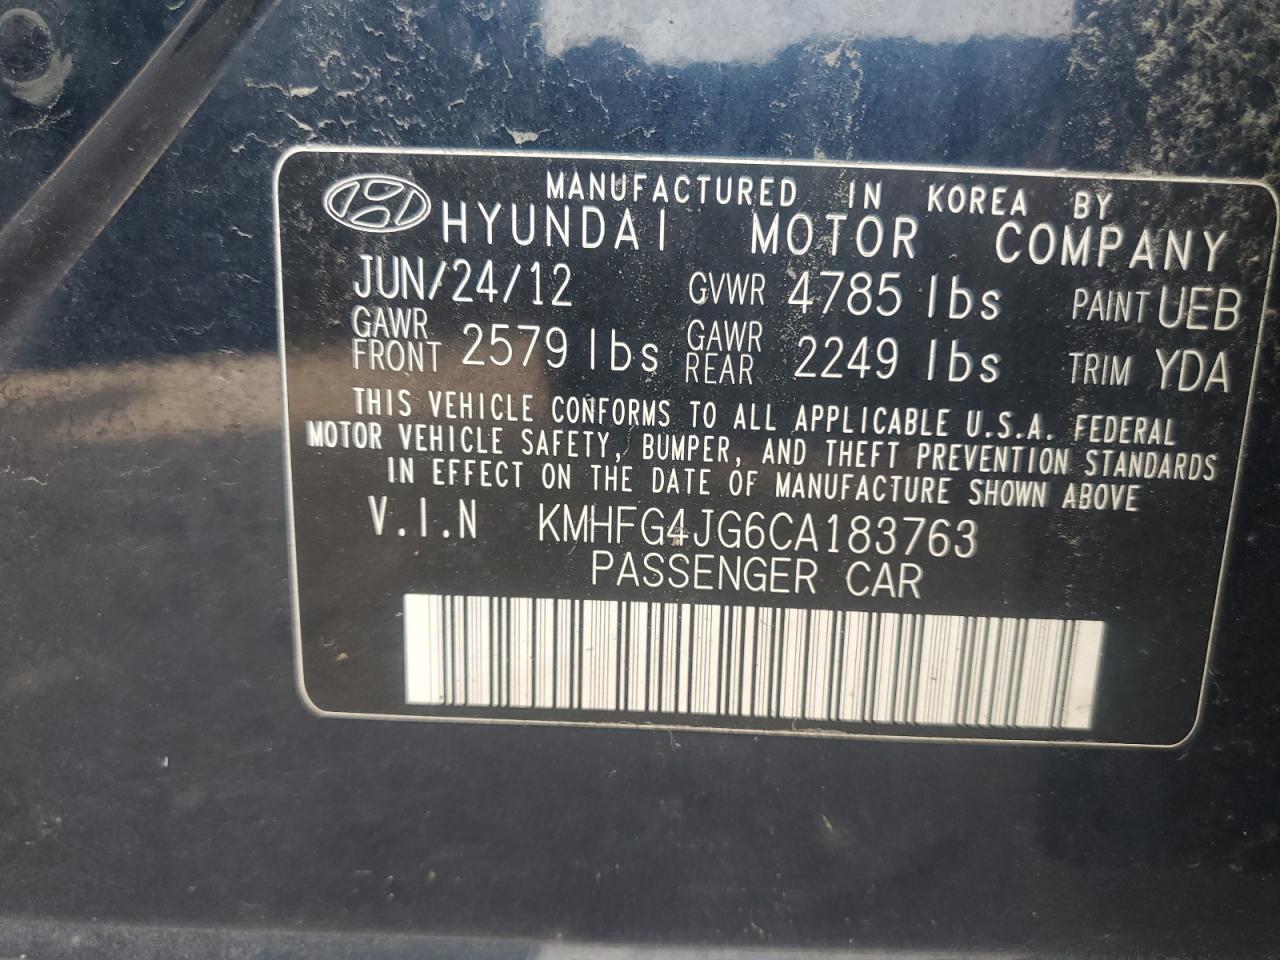 MANUFACTURED IN KOREA BY
HYUNDAI MOTOR COMPANY
JUN/24/12 GVWR 4785 lbs PAINT UEB
GAWR FRONT 2579 lbs GAWR REAR 2249 lbs TRIM YDA
THIS VEHICLE CONFORMS TO ALL APPLICABLE U.S.A. FEDERAL
MOTOR VEHICLE SAFETY, BUMPER, AND THEFT PREVENTION STANDARDS
IN EFFECT ON THE DATE OF MANUFACTURE SHOWN ABOVE
V.I.N KMHFG4JG6CA183763
PASSENGER CAR